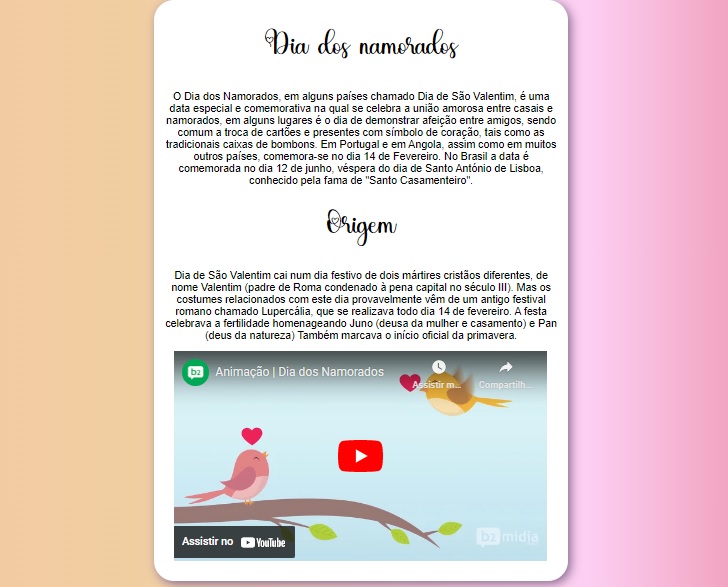 Dia dos namorados
O Dia dos Namorados, em alguns países chamado Dia de São Valentim, é uma
data especial e comemorativa na qual se celebra a união amorosa entre casais e
namorados, em alguns lugares é o dia de demonstrar afeição entre amigos, sendo
comum a troca de cartões e presentes com símbolo de coração, tais como as
tradicionais caixas de bombons. Em Portugal e em Angola, assim como em muitos
outros países, comemora-se no dia 14 de Fevereiro. No Brasil a data é
comemorada no dia 12 de junho, véspera do dia de Santo António de Lisboa,
conhecido pela fama de "Santo Casamenteiro".
Origem
Dia de São Valentim cai num dia festivo de dois mártires cristãos diferentes, de
nome Valentim (padre de Roma condenado à pena capital no século III). Mas os
costumes relacionados com este dia provavelmente vêm de um antigo festival
romano chamado Lupercália, que se realizava todo dia 14 de fevereiro. A festa
celebrava a fertilidade homenageando Juno (deusa da mulher e casamento) e Pan
(deus da natureza) Também marcava o início oficial da primavera.
b2 Animação | Dia dos Namorados
Assistir m... Compartilh...
b2 midia
Assistir no YouTube